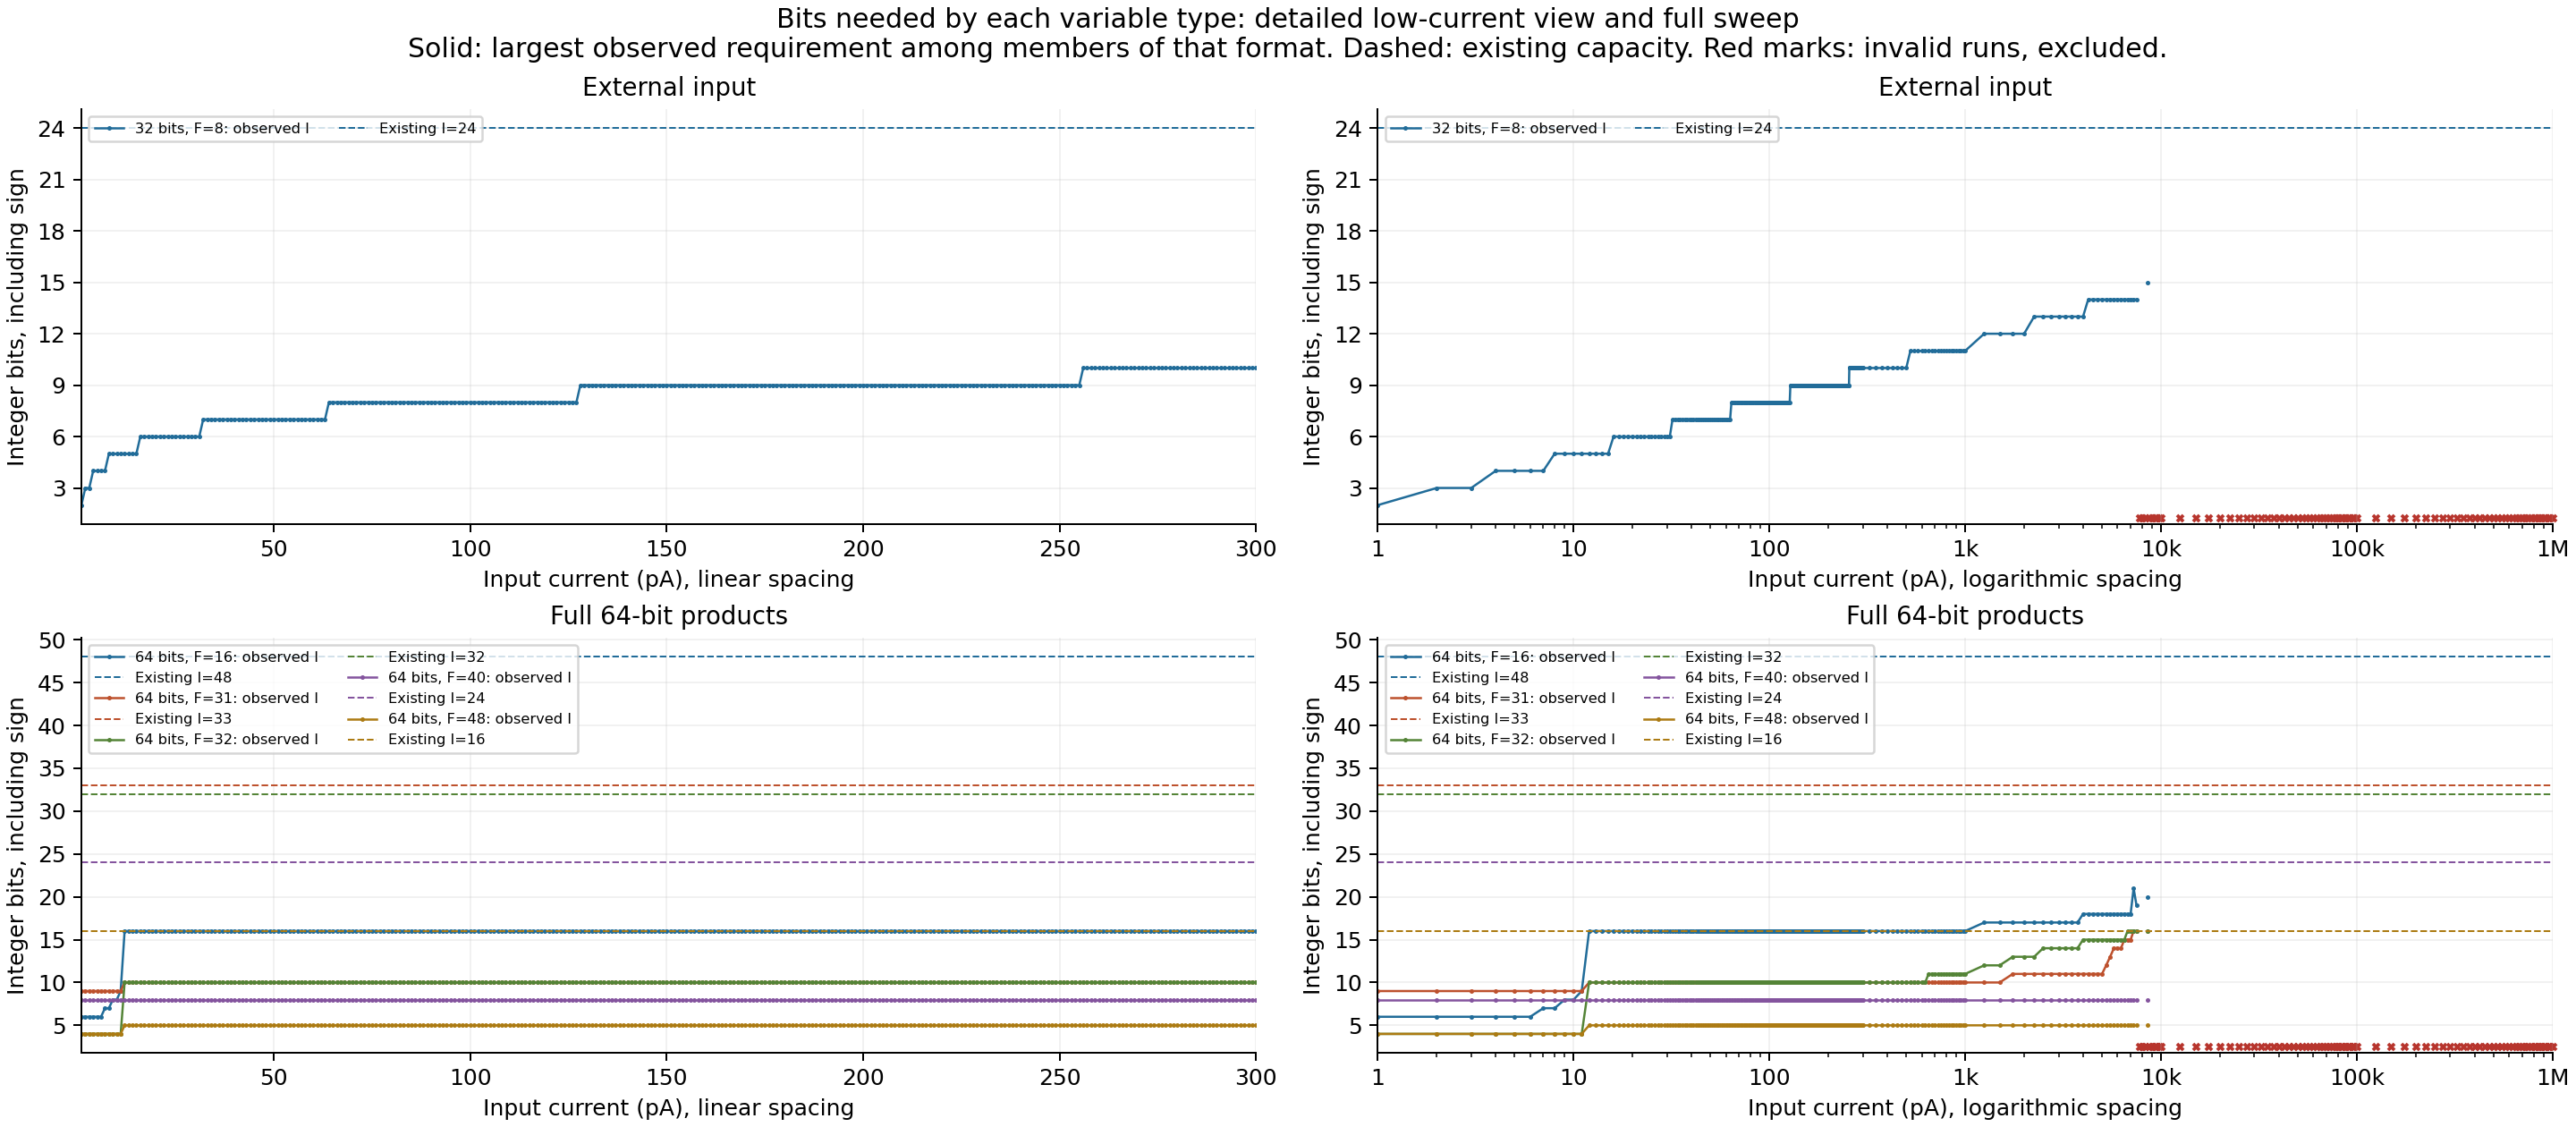 Bits needed by each variable type: detailed low-current view and full sweep
Solid: largest observed requirement among members of that format. Dashed: existing capacity. Red marks: invalid runs, excluded.
External input
32 bits, F=8: observed I
Existing I=24
Integer bits, including sign
24
21
18
15
12
9
6
3
50
100
150
200
250
300
Input current (pA), linear spacing
External input
32 bits, F=8: observed I
Existing I=24
Integer bits, including sign
24
21
18
15
12
9
6
3
1
10
100
1k
10k
100k
1M
Input current (pA), logarithmic spacing
Full 64-bit products
64 bits, F=16: observed I
Existing I=48
64 bits, F=31: observed I
Existing I=33
64 bits, F=32: observed I
Existing I=32
64 bits, F=40: observed I
Existing I=24
64 bits, F=48: observed I
Existing I=16
Integer bits, including sign
50
45
40
35
30
25
20
15
10
5
50
100
150
200
250
300
Input current (pA), linear spacing
Full 64-bit products
64 bits, F=16: observed I
Existing I=48
64 bits, F=31: observed I
Existing I=33
64 bits, F=32: observed I
Existing I=32
64 bits, F=40: observed I
Existing I=24
64 bits, F=48: observed I
Existing I=16
Integer bits, including sign
50
45
40
35
30
25
20
15
10
5
1
10
100
1k
10k
100k
1M
Input current (pA), logarithmic spacing